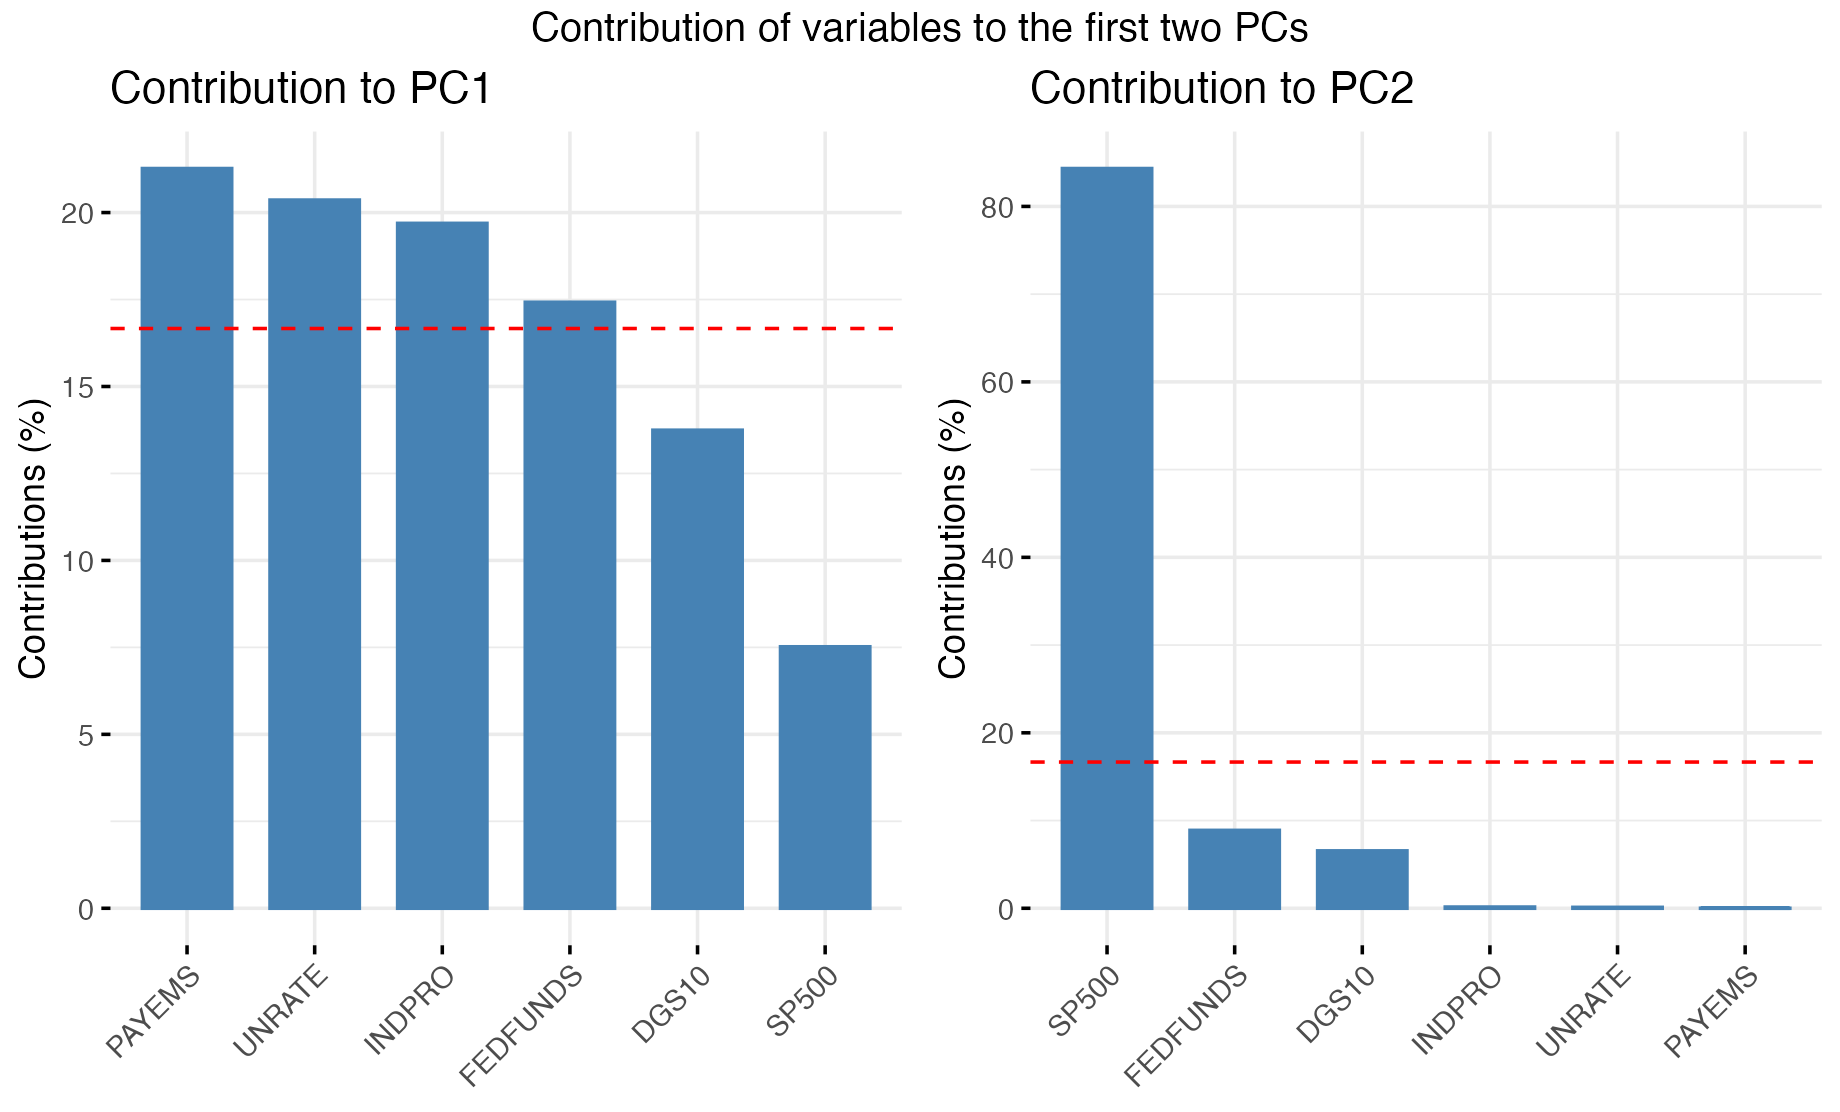 Contribution of variables to the first two PCs
Contribution to PC1
Contributions (%)
20
15
10
5
0
PAYEMS
UNRATE
INDPRO
FEDFUNDS
DGS10
SP500
Contribution to PC2
Contributions (%)
80
60
40
20
0
SP500
FEDFUNDS
DGS10
INDPRO
UNRATE
PAYEMS